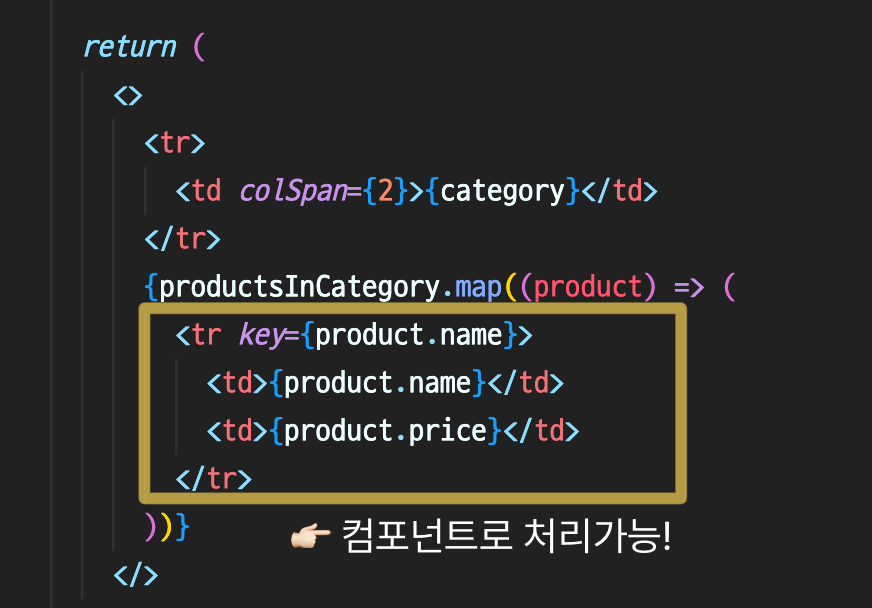 return (
<>
<tr>
<td colSpan={2}>{category}</td>
</tr>
{productsInCategory.map((product) => (
<tr key={product.name}>
<td>{product.name}</td>
<td>{product.price}</td>
</tr>
))}
👉🏻 컴포넌트로 처리가능!
</>